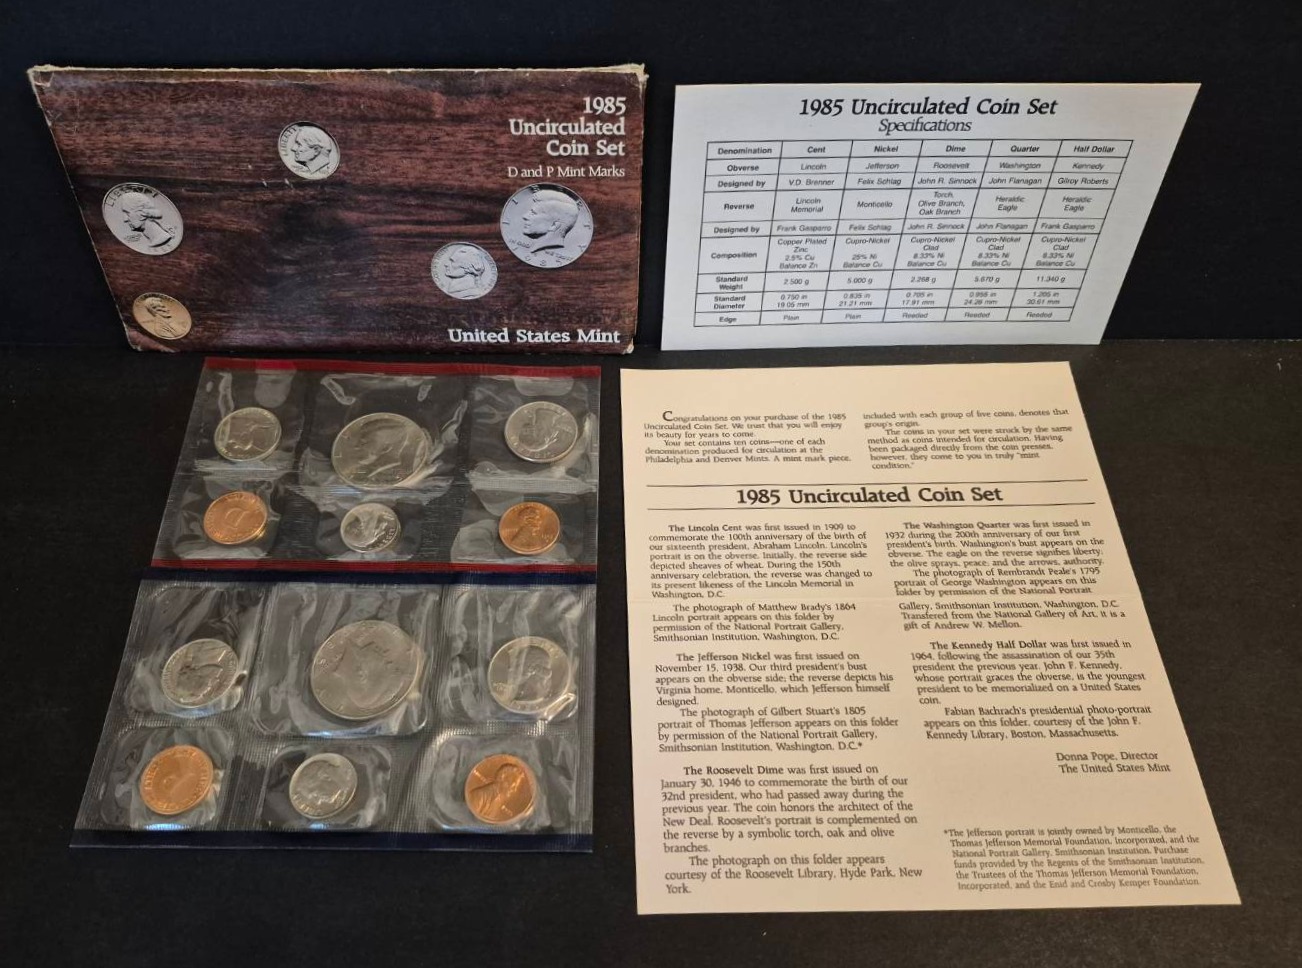 1985
Uncirculated
Coin Set
D and P Mint Marks
LIBERTY
United States Mint
1985 Uncirculated Coin Set
Specifications
Denomination Cent Nickel Dime Quarter Half Dollar
Obverse Lincoln Jefferson Roosevelt Washington Kennedy
Designed by V.D. Brenner Felix Schlag John R. Sinnock John Flanagan Gilroy Roberts
Reverse Lincoln Memorial Monticello Torch, Olive Branch, Oak Branch Heraldic Eagle Heraldic Eagle
Designed by Frank Gasparro Felix Schlag John R. Sinnock John Flanagan Frank Gasparro
Composition Copper Plated Zinc 2.5% Cu Balance Zn Cupro-Nickel 25% Ni Balance Cu Cupro-Nickel Clad 8.33% Ni Balance Cu Cupro-Nickel Clad 8.33% Ni Balance Cu Cupro-Nickel Clad 8.33% Ni Balance Cu
Standard Weight 2.500 g 5.000 g 2.268 g 5.670 g 11.340 g
Standard Diameter 0.750 in 19.05 mm 0.835 in 21.21 mm 0.705 in 17.91 mm 0.955 in 24.26 mm 1.205 in 30.61 mm
Edge Plain Plain Reeded Reeded Reeded
Congratulations on your purchase of the 1985
Uncirculated Coin Set. We trust that you will enjoy
its beauty for years to come.
Your set contains ten coins—one of each
denomination produced for circulation at the
Philadelphia and Denver Mints. A mint mark piece,
included with each group of five coins, denotes that
group's origin.
The coins in your set were struck by the same
method as coins intended for circulation. Having
been packaged directly from the coin presses,
however, they come to you in truly "mint
condition."
1985 Uncirculated Coin Set
The Lincoln Cent was first issued in 1909 to
commemorate the 100th anniversary of the birth of
our sixteenth president, Abraham Lincoln. Lincoln's
portrait is on the obverse. Initially, the reverse side
depicted sheaves of wheat. During the 150th
anniversary celebration, the reverse was changed to
its present likeness of the Lincoln Memorial in
Washington, D.C.
The photograph of Matthew Brady's 1864
Lincoln portrait appears on this folder by
permission of the National Portrait Gallery,
Smithsonian Institution, Washington, D.C.
The Jefferson Nickel was first issued on
November 15, 1938. Our third president's bust
appears on the obverse side; the reverse depicts his
Virginia home, Monticello, which Jefferson himself
designed.
The photograph of Gilbert Stuart's 1805
portrait of Thomas Jefferson appears on this folder
by permission of the National Portrait Gallery,
Smithsonian Institution, Washington, D.C.*
The Roosevelt Dime was first issued on
January 30, 1946 to commemorate the birth of our
32nd president, who had passed away during the
previous year. The coin honors the architect of the
New Deal. Roosevelt's portrait is complemented on
the reverse by a symbolic torch, oak and olive
branches.
The photograph on this folder appears
courtesy of the Roosevelt Library, Hyde Park, New
York.
The Washington Quarter was first issued in
1932 during the 200th anniversary of our first
president's birth. Washington's bust appears on the
obverse. The eagle on the reverse signifies liberty,
the olive sprays, peace; and the arrows, authority.
The photograph of Rembrandt Peale's 1795
portrait of George Washington appears on this
folder by permission of the National Portrait
Gallery, Smithsonian Institution, Washington, D.C.
Transfered from the National Gallery of Art, it is a
gift of Andrew W. Mellon.
The Kennedy Half Dollar was first issued in
1964, following the assassination of our 35th
president the previous year. John F. Kennedy,
whose portrait graces the obverse, is the youngest
president to be memorialized on a United States
coin.
Fabian Bachrach's presidential photo-portrait
appears on this folder, courtesy of the John F.
Kennedy Library, Boston, Massachusetts.
Donna Pope, Director
The United States Mint
*The Jefferson portrait is jointly owned by Monticello, the
Thomas Jefferson Memorial Foundation, Incorporated, and the
National Portrait Gallery, Smithsonian Institution, Purchase
funds provided by the Regents of the Smithsonian Institution,
the Trustees of the Thomas Jefferson Memorial Foundation,
Incorporated, and the Enid and Crosby Kemper Foundation.